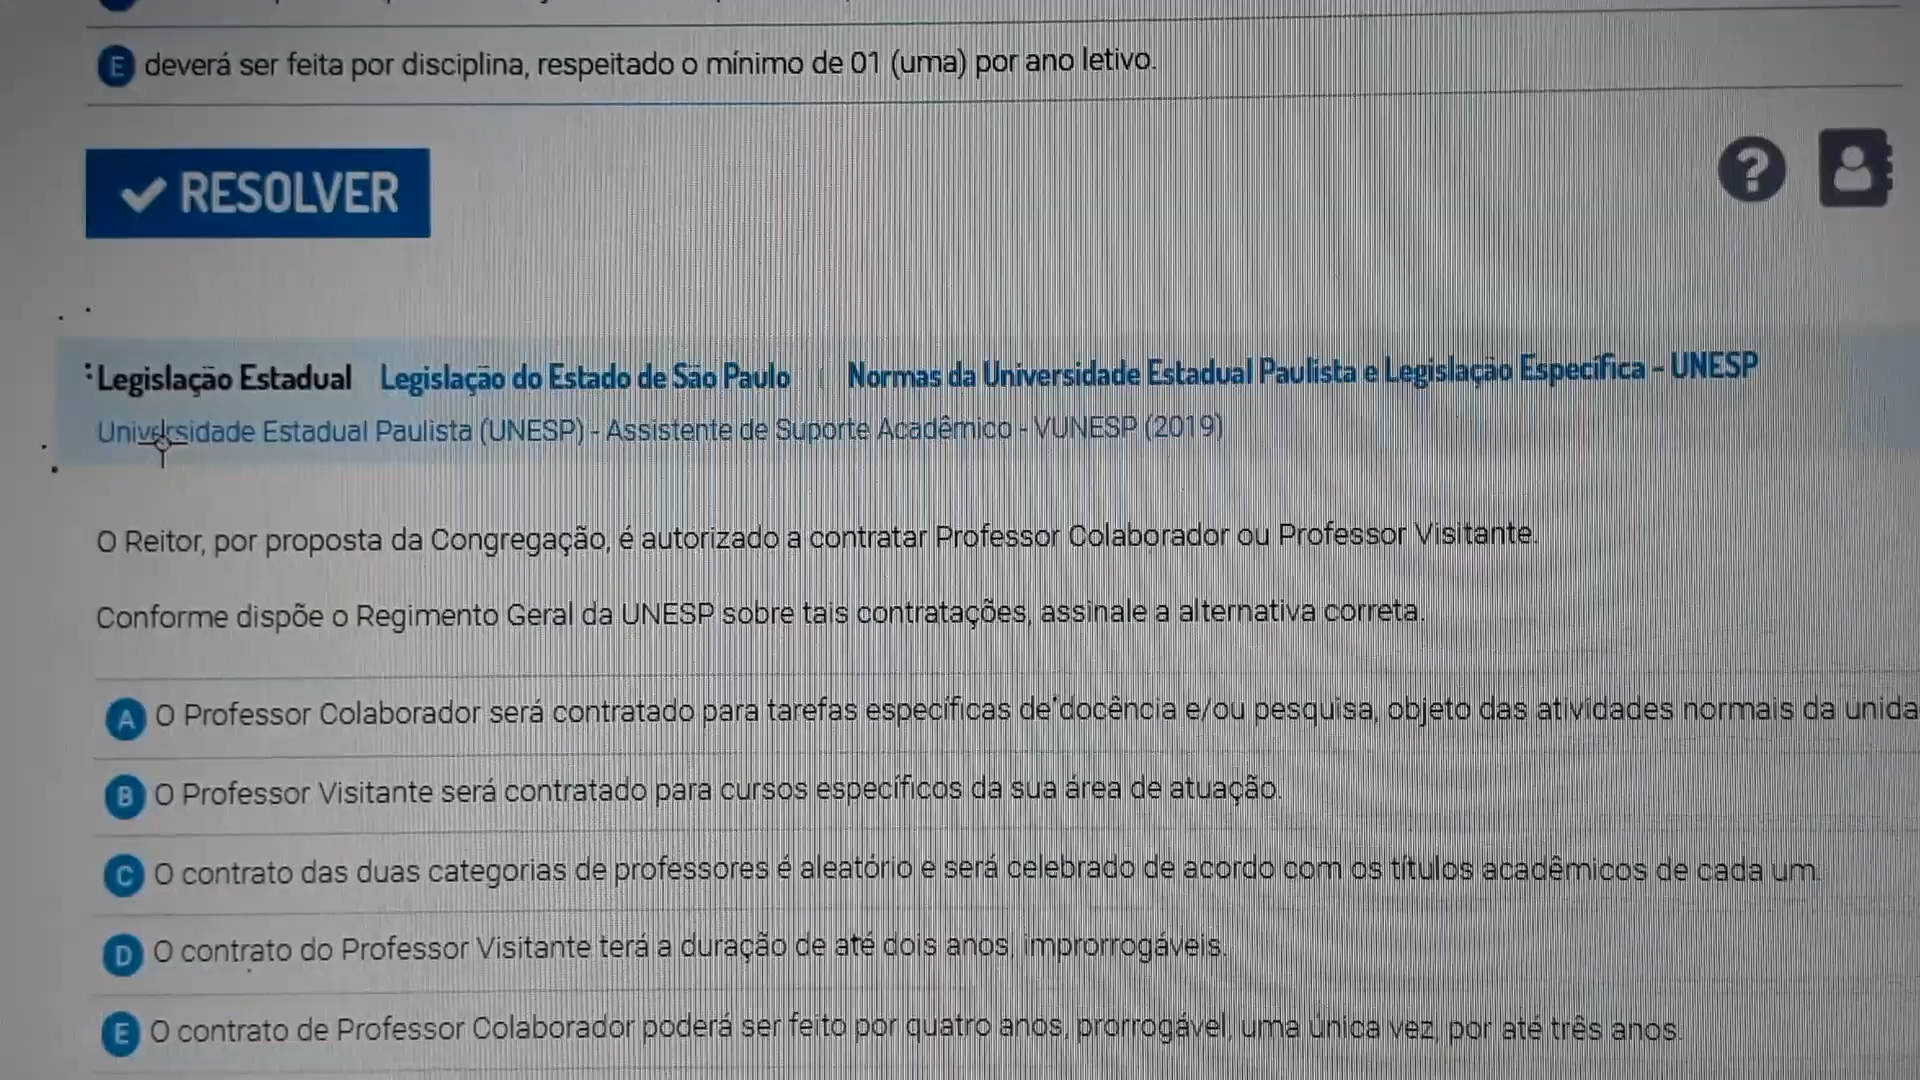 E deverá ser feita por disciplina, respeitado o mínimo de 01 (uma) por ano letivo.
RESOLVER
Legislação Estadual Legislação do Estado de São Paulo | Normas da Universidade Estadual Paulista e Legislação Específica - UNESP
Universidade Estadual Paulista (UNESP) - Assistente de Suporte Acadêmico - VUNESP (2019)
O Reitor, por proposta da Congregação, é autorizado a contratar Professor Colaborador ou Professor Visitante.
Conforme dispõe o Regimento Geral da UNESP sobre tais contratações, assinale a alternativa correta.
A O Professor Colaborador será contratado para tarefas específicas de docência e/ou pesquisa, objeto das atividades normais da unida
B O Professor Visitante será contratado para cursos específicos da sua área de atuação.
C O contrato das duas categorias de professores é aleatório e será celebrado de acordo com os títulos acadêmicos de cada um.
D O contrato do Professor Visitante terá a duração de até dois anos, improrrogáveis.
E O contrato de Professor Colaborador poderá ser feito por quatro anos, prorrogável, uma única vez, por até três anos.